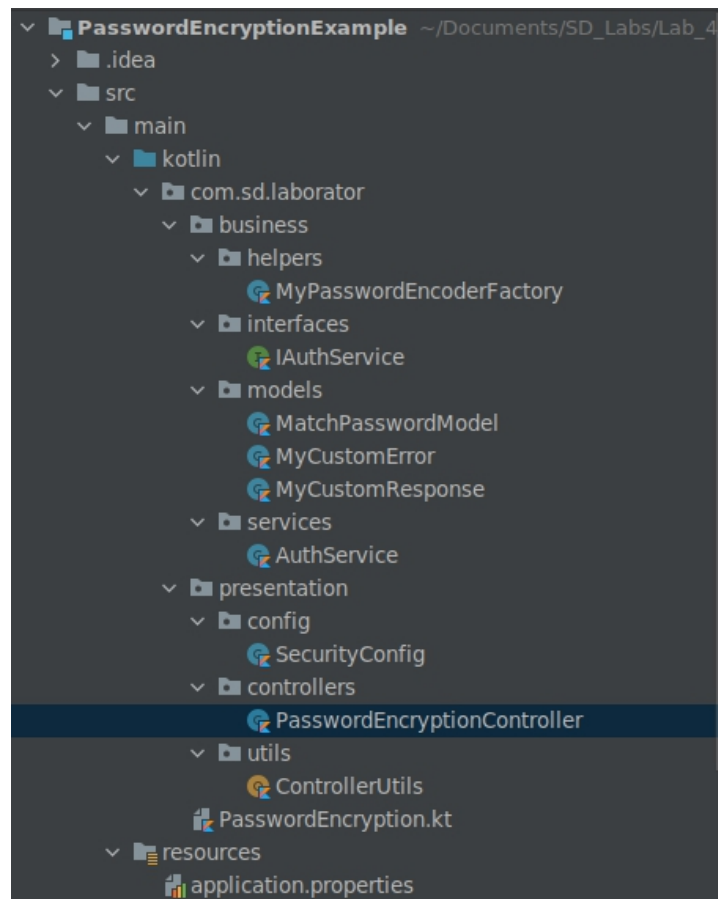 PasswordEncryptionExample ~/Documents/SD_Labs/Lab_4
.idea
src
main
kotlin
com.sd.laborator
business
helpers
MyPasswordEncoderFactory
interfaces
IAuthService
models
MatchPasswordModel
MyCustomError
MyCustomResponse
services
AuthService
presentation
config
SecurityConfig
controllers
PasswordEncryptionController
utils
ControllerUtils
PasswordEncryption.kt
resources
application.properties